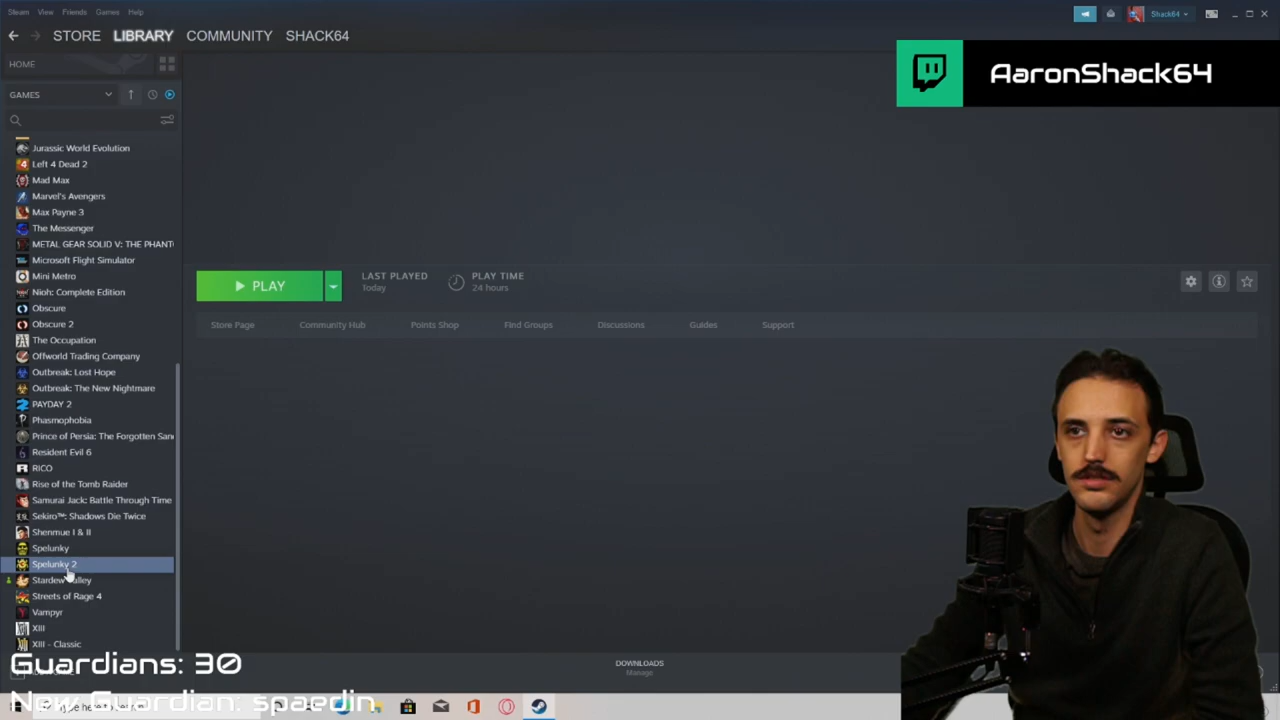 Steam View Friends Games Help
Shack64
STORE LIBRARY COMMUNITY SHACK64
HOME
GAMES
AaronShack64
Jurassic World Evolution
Left 4 Dead 2
Mad Max
Marvel's Avengers
Max Payne 3
The Messenger
METAL GEAR SOLID V: THE PHANT
Microsoft Flight Simulator
Mini Metro
Nioh: Complete Edition
Obscure
Obscure 2
The Occupation
Offworld Trading Company
Outbreak: Lost Hope
Outbreak: The New Nightmare
PAYDAY 2
Phasmophobia
Prince of Persia: The Forgotten San
Resident Evil 6
RICO
Rise of the Tomb Raider
Samurai Jack: Battle Through Time
Sekiro™: Shadows Die Twice
Shenmue I & II
Spelunky
Spelunky 2
Stardew Valley
Streets of Rage 4
Vampyr
XIII
XIII - Classic
PLAY
LAST PLAYED
Today
PLAY TIME
24 hours
Store Page Community Hub Points Shop Find Groups Discussions Guides Support
DOWNLOADS
Manage
Guardians: 30
New Guardian: spaedin